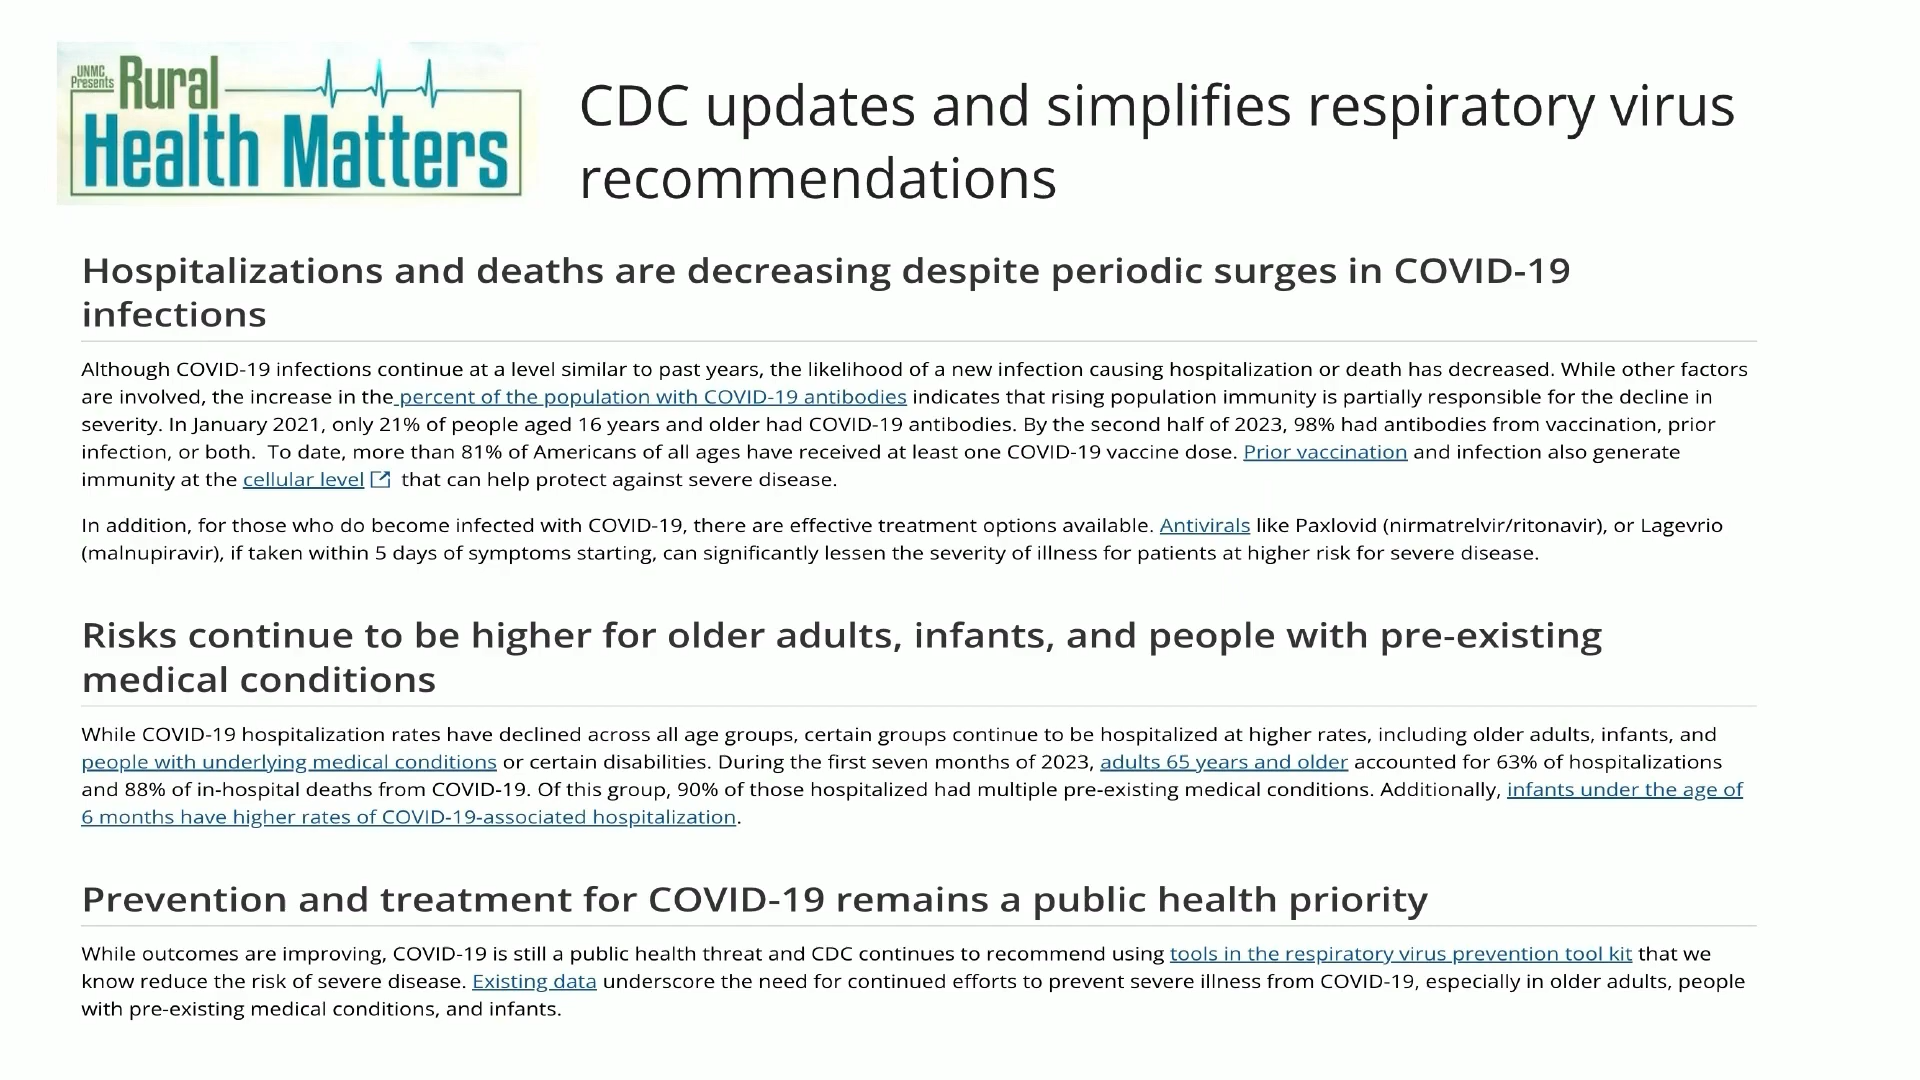 UNMC
Presents
Rural
Health Matters
CDC updates and simplifies respiratory virus
recommendations
Hospitalizations and deaths are decreasing despite periodic surges in COVID-19
infections
Although COVID-19 infections continue at a level similar to past years, the likelihood of a new infection causing hospitalization or death has decreased. While other factors
are involved, the increase in the percent of the population with COVID-19 antibodies indicates that rising population immunity is partially responsible for the decline in
severity. In January 2021, only 21% of people aged 16 years and older had COVID-19 antibodies. By the second half of 2023, 98% had antibodies from vaccination, prior
infection, or both.  To date, more than 81% of Americans of all ages have received at least one COVID-19 vaccine dose. Prior vaccination and infection also generate
immunity at the cellular level that can help protect against severe disease.
In addition, for those who do become infected with COVID-19, there are effective treatment options available. Antivirals like Paxlovid (nirmatrelvir/ritonavir), or Lagevrio
(malnupiravir), if taken within 5 days of symptoms starting, can significantly lessen the severity of illness for patients at higher risk for severe disease.
Risks continue to be higher for older adults, infants, and people with pre-existing
medical conditions
While COVID-19 hospitalization rates have declined across all age groups, certain groups continue to be hospitalized at higher rates, including older adults, infants, and
people with underlying medical conditions or certain disabilities. During the first seven months of 2023, adults 65 years and older accounted for 63% of hospitalizations
and 88% of in-hospital deaths from COVID-19. Of this group, 90% of those hospitalized had multiple pre-existing medical conditions. Additionally, infants under the age of
6 months have higher rates of COVID-19-associated hospitalization.
Prevention and treatment for COVID-19 remains a public health priority
While outcomes are improving, COVID-19 is still a public health threat and CDC continues to recommend using tools in the respiratory virus prevention tool kit that we
know reduce the risk of severe disease. Existing data underscore the need for continued efforts to prevent severe illness from COVID-19, especially in older adults, people
with pre-existing medical conditions, and infants.